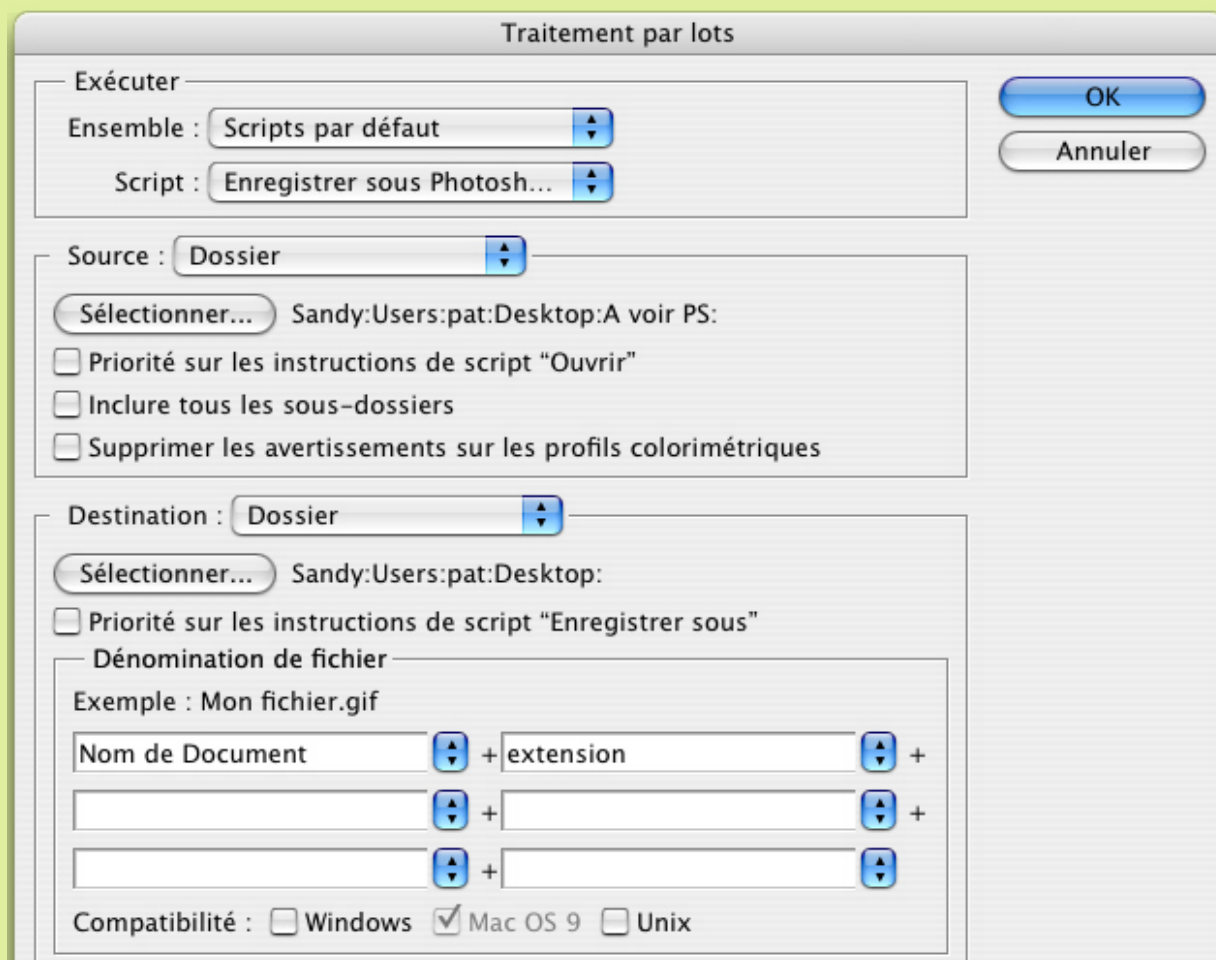 Traitement par lots
Exécuter
OK
Ensemble : Scripts par défaut
Annuler
Script : Enregistrer sous Photosh...
Source : Dossier
Sélectionner... Sandy:Users:pat:Desktop:A voir PS:
Priorité sur les instructions de script “Ouvrir”
Inclure tous les sous-dossiers
Supprimer les avertissements sur les profils colorimétriques
Destination : Dossier
Sélectionner... Sandy:Users:pat:Desktop:
Priorité sur les instructions de script “Enregistrer sous”
Dénomination de fichier
Exemple : Mon fichier.gif
Nom de Document + extension +
+ +
+
Compatibilité : Windows Mac OS 9 Unix